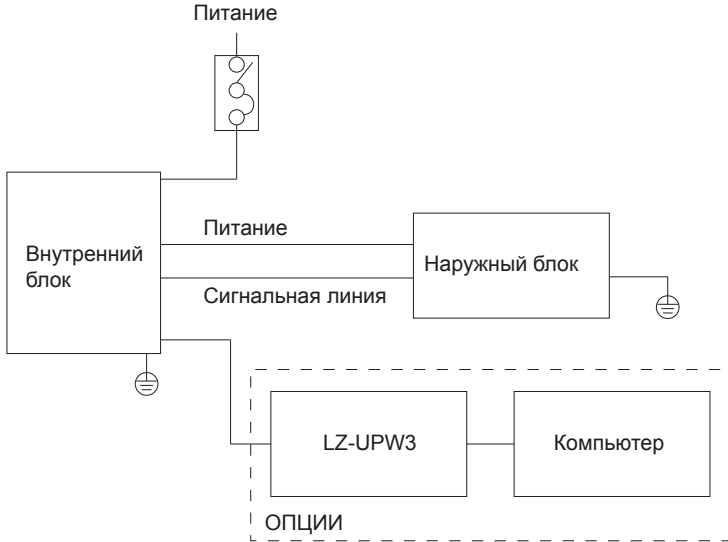 Питание
Внутренний
блок
Питание
Наружный блок
Сигнальная линия
LZ-UPW3
Компьютер
ОПЦИИ